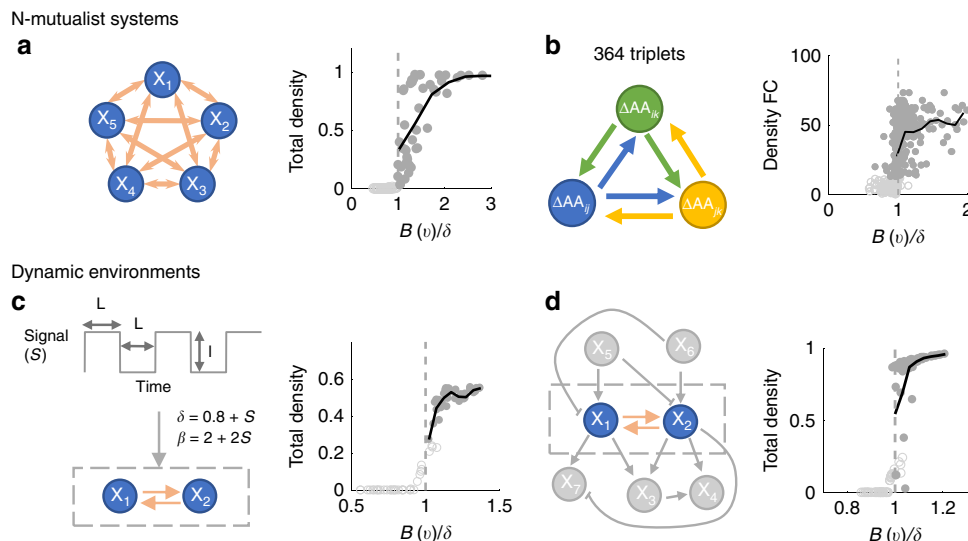 N-mutualist systems
a
X1
X5
X2
X4
X3
Total density
1
0.5
0
0
1
2
3
B (υ)/δ
b
364 triplets
ΔAAik
ΔAAij
ΔAAjk
Density FC
100
50
0
0
1
2
B (υ)/δ
Dynamic environments
c
L
L
Signal
(S)
I
Time
δ = 0.8 + S
β = 2 + 2S
X1
X2
Total density
0.6
0.4
0.2
0
1
1.5
B (υ)/δ
d
X5
X6
X1
X2
X7
X3
X4
Total density
1
0.5
0
0.8
1
1.2
B (υ)/δ